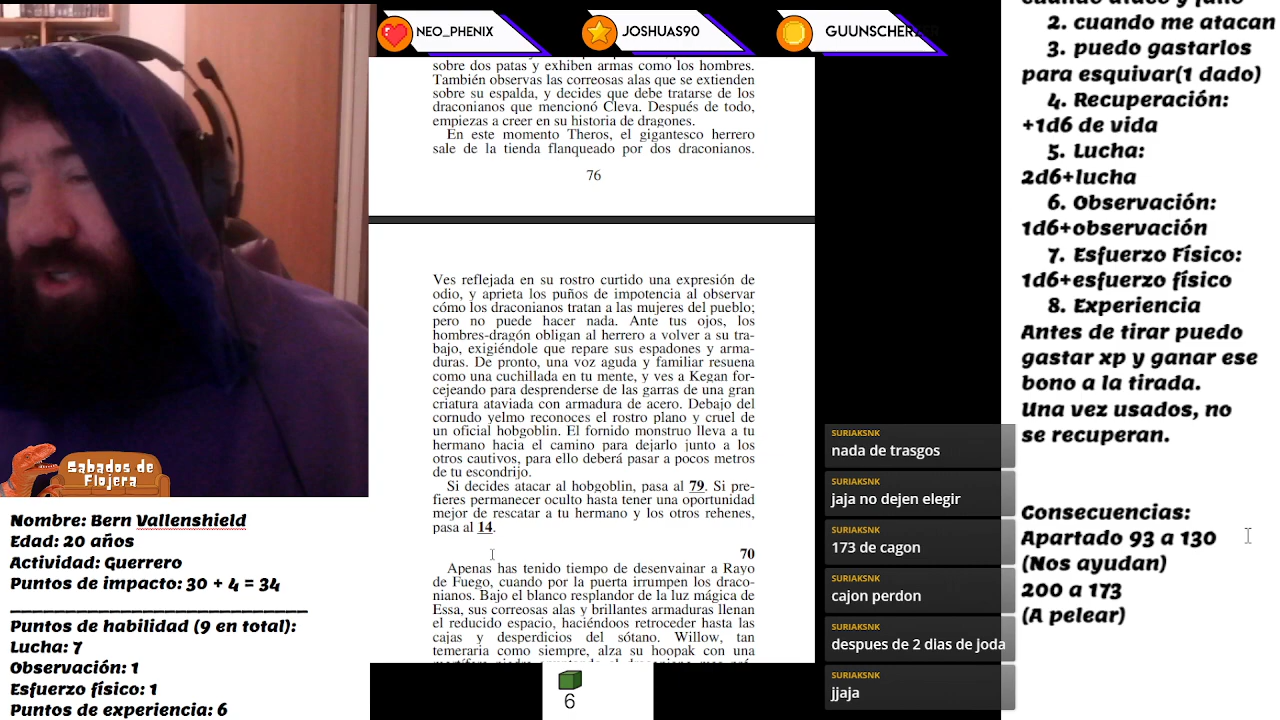 NEO_PHENIX
JOSHUAS90
GUUNSCHER
sobre dos patas y exhiben armas como los hombres.
También observas las correosas alas que se extienden
sobre su espalda, y decides que debe tratarse de los
draconianos que mencionó Cleva. Después de todo,
empiezas a creer en su historia de dragones.
En este momento Theros, el gigantesco herrero
sale de la tienda flanqueado por dos draconianos.
76
Ves reflejada en su rostro curtido una expresión de
odio, y aprieta los puños de impotencia al observar
cómo los draconianos tratan a las mujeres del pueblo;
pero no puede hacer nada. Ante tus ojos, los
hombres-dragón obligan al herrero a volver a su tra-
bajo, exigiéndole que repare sus espadones y arma-
duras. De pronto, una voz aguda y familiar resuena
como una cuchillada en tu mente, y ves a Kegan for-
cejeando para desprenderse de las garras de una gran
criatura ataviada con armadura de acero. Debajo del
cornudo yelmo reconoces el rostro plano y cruel de
un oficial hobgoblin. El fornido monstruo lleva a tu
hermano hacia el camino para dejarlo junto a los
otros cautivos, para ello deberá pasar a pocos metros
de tu escondrijo.
Si decides atacar al hobgoblin, pasa al 79. Si pre-
fieres permanecer oculto hasta tener una oportunidad
mejor de rescatar a tu hermano y los otros rehenes,
pasa al 14.
70
Apenas has tenido tiempo de desenvainar a Rayo
de Fuego, cuando por la puerta irrumpen los draco-
nianos. Bajo el blanco resplandor de la luz mágica de
Essa, sus correosas alas y brillantes armaduras llenan
el reducido espacio, haciéndoos retroceder hasta las
cajas y desperdicios del sótano. Willow, tan
temeraria como siempre, alza su hoopak con una
6
Sabados de
Flojera
Nombre: Bern Vallenshield
Edad: 20 años
Actividad: Guerrero
Puntos de impacto: 30 + 4 = 34
Puntos de habilidad (9 en total):
Lucha: 7
Observación: 1
Esfuerzo físico: 1
Puntos de experiencia: 6
SURIAKSNK
nada de trasgos
SURIAKSNK
jaja no dejen elegir
SURIAKSNK
173 de cagon
SURIAKSNK
cajon perdon
SURIAKSNK
despues de 2 dias de joda
SURIAKSNK
jjaja
cuando ataco y fallo
2. cuando me atacan
3. puedo gastarlos
para esquivar(1 dado)
4. Recuperación:
+1d6 de vida
5. Lucha:
2d6+lucha
6. Observación:
1d6+observación
7. Esfuerzo Físico:
1d6+esfuerzo físico
8. Experiencia
Antes de tirar puedo
gastar xp y ganar ese
bono a la tirada.
Una vez usados, no
se recuperan.
Consecuencias:
Apartado 93 a 130
(Nos ayudan)
200 a 173
(A pelear)